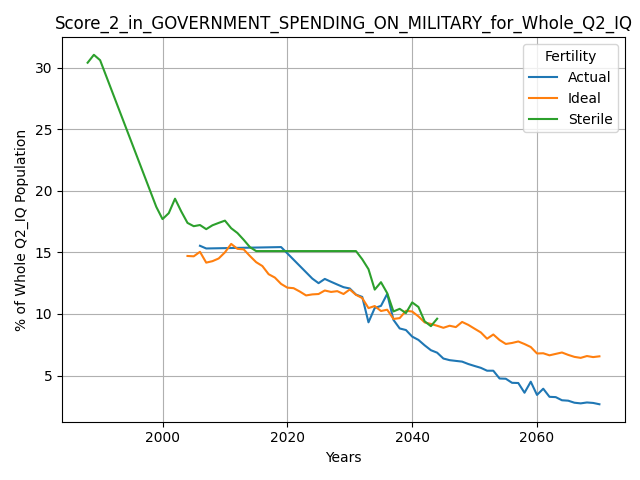 Score_2_in_GOVERNMENT_SPENDING_ON_MILITARY_for_Whole_Q2_IQ
Fertility
Actual
Ideal
Sterile
% of Whole Q2_IQ Population
30
25
20
15
10
5
2000
2020
2040
2060
Years